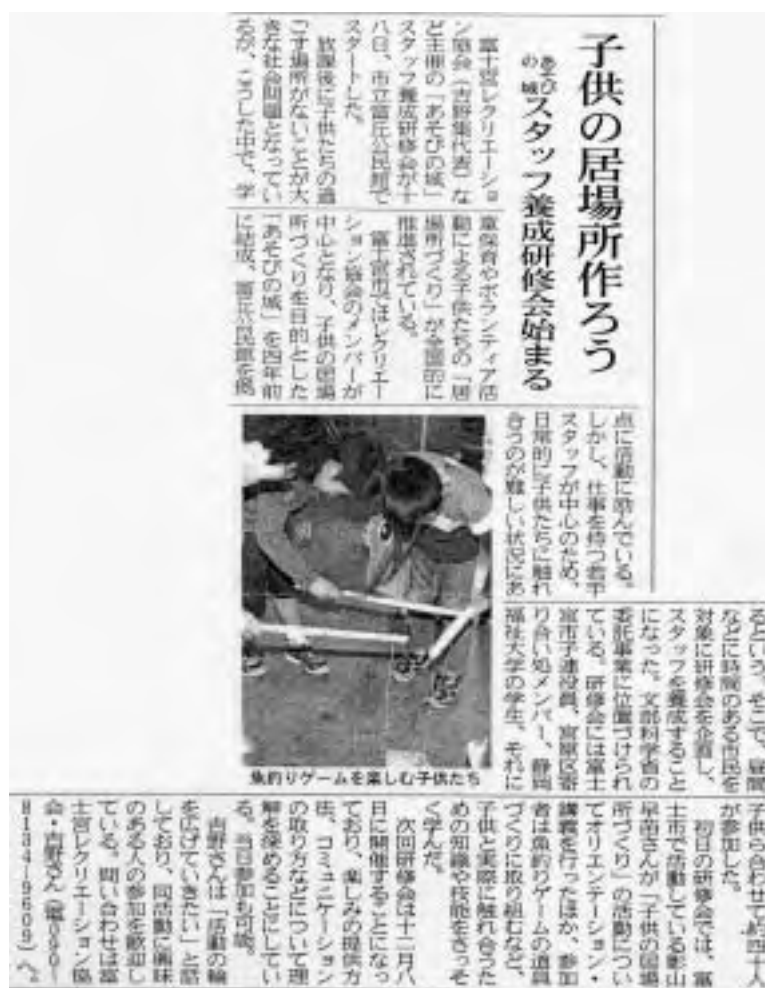 子供の居場所作ろう
あそびの城 スタッフ養成研修会始まる
富士宮レクリエーショ
ン協会（吉野集代表）な
ど主催の「あそびの城」
スタッフ養成研修会が十
八日、市立富丘公民館で
スタートした。
放課後に子供たちの過
ごす場所がないことが大
きな社会問題となってい
るが、こうした中で、学
童保育やボランティア活
動による子供たちの「居
場所づくり」が全国的に
推進されている。
富士宮市ではレクリエー
ション協会のメンバーが
中心となり、子供の居場
所づくりを目的とした
「あそびの城」を四年前
に結成、富丘公民館を拠
点に活動に励んでいる。
しかし、仕事を持つ若手
スタッフが中心のため、
日常的に子供たちに触れ
合うのが難しい状況にあ
るという。そこで、昼間
などに時間のある市民を
対象に研修会を企画し、
スタッフを養成すること
になった。文部科学省の
委託事業に位置づけられ
ている。研修会には富士
宮市子連役員、宮原区寄
り合い処メンバー、静岡
福祉大学の学生、それに
子供ら合わせて約四十人
が参加した。
初日の研修会では、富
士市で活動している影山
早苗さんが「子供の居場
所づくり」の活動につい
てオリエンテーション・
講義を行ったほか、参加
者は魚釣りゲームの道具
づくりに取り組むなど、
子供と実際に触れ合うた
めの知識や技能をさっそ
く学んだ。
次回研修会は十二月八
日に開催することになっ
ており、楽しみの提供方
法、コミュニケーション
の取り方などについて理
解を深めることにしてい
る。当日参加も可能。
吉野さんは「活動の輪
を広げていきたい」と話
しており、同活動に興味
のある人の参加を歓迎し
ている。問い合わせは富
士宮レクリエーション協
会・吉野さん（電090-
8134-9609）へ。
魚釣りゲームを楽しむ子供たち